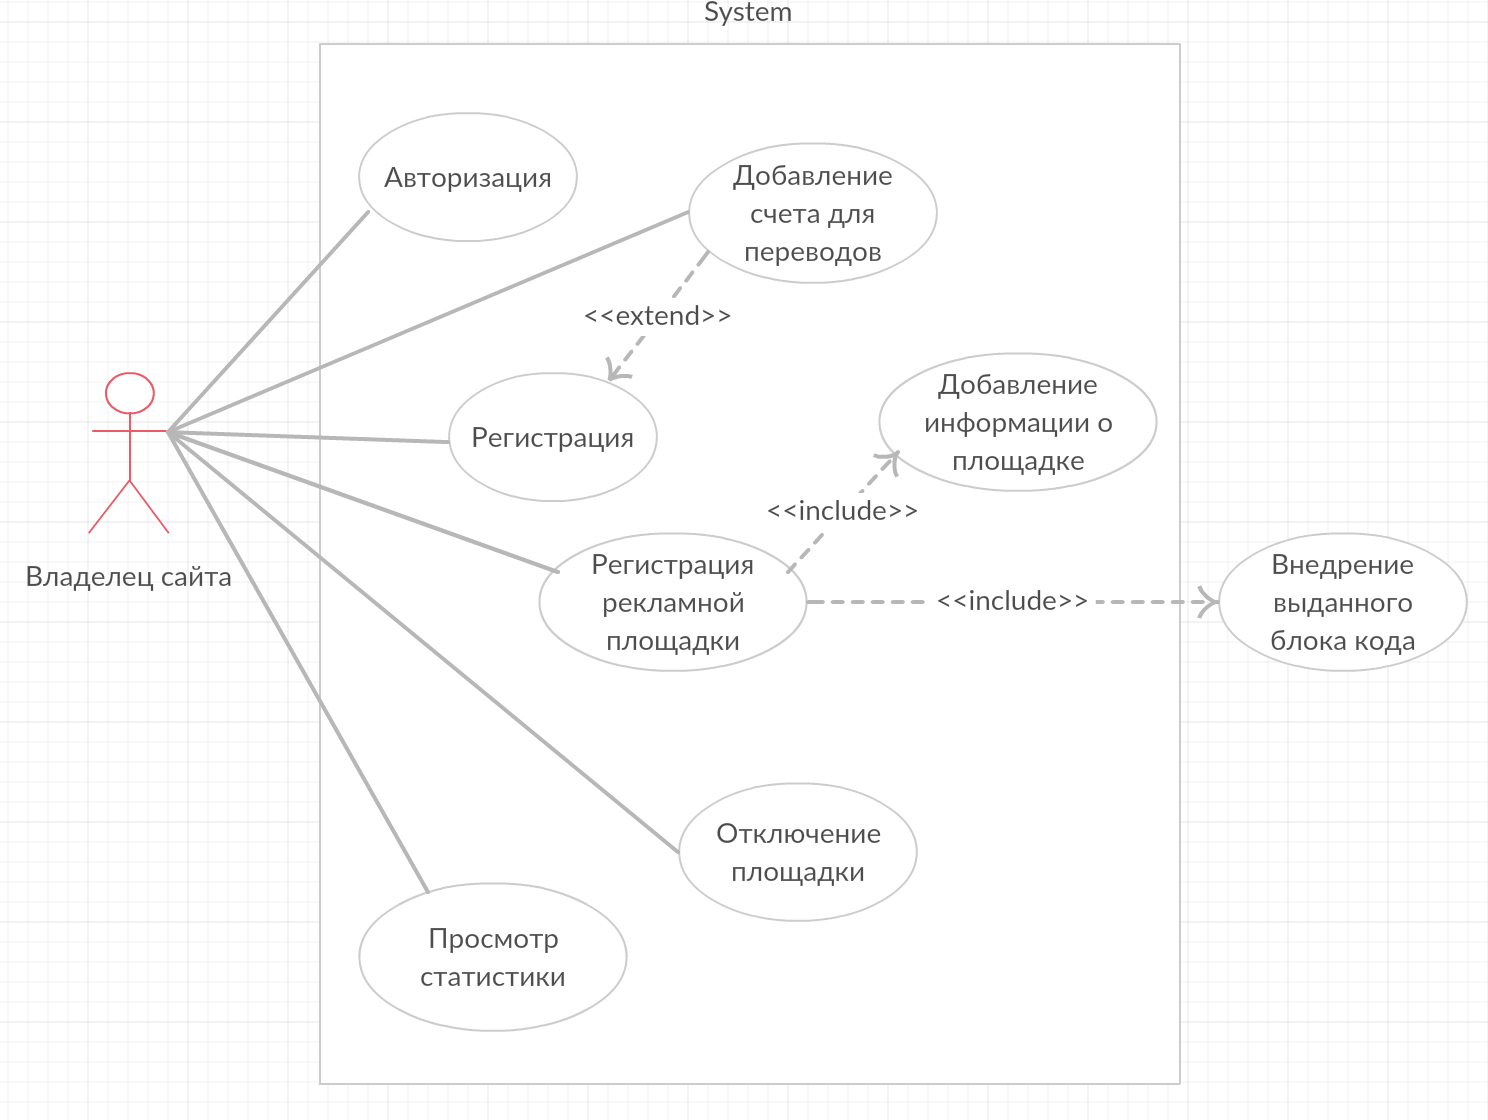 System
Авторизация
Добавление
счета для
переводов
<<extend>>
Регистрация
Добавление
информации о
площадке
<<include>>
Регистрация
рекламной
площадки
<<include>>
Внедрение
выданного
блока кода
Владелец сайта
Отключение
площадки
Просмотр
статистики